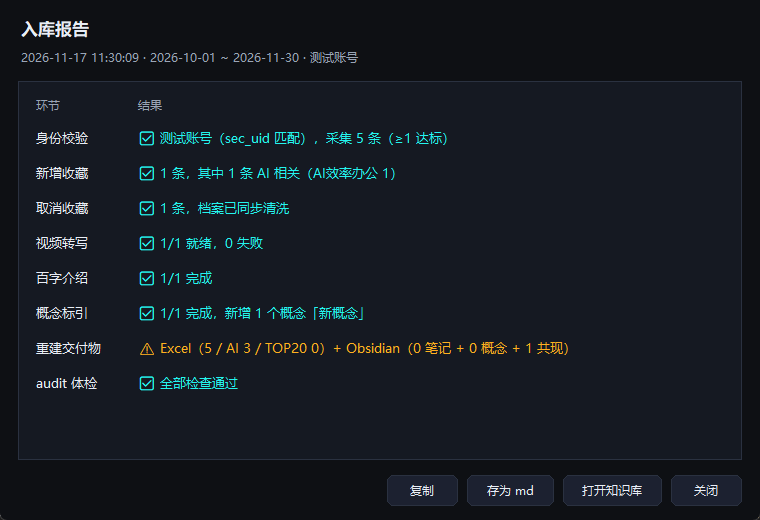 入库报告
2026-11-17 11:30:09 · 2026-10-01 ~ 2026-11-30 · 测试账号
环节 结果
身份校验 测试账号（sec_uid 匹配），采集 5 条（≥1 达标）
新增收藏 1 条，其中 1 条 AI 相关（AI效率办公 1）
取消收藏 1 条，档案已同步清洗
视频转写 1/1 就绪，0 失败
百字介绍 1/1 完成
概念标引 1/1 完成，新增 1 个概念「新概念」
重建交付物 Excel（5 / AI 3 / TOP20 0）+ Obsidian（0 笔记 + 0 概念 + 1 共现）
audit 体检 全部检查通过
复制 存为 md 打开知识库 关闭